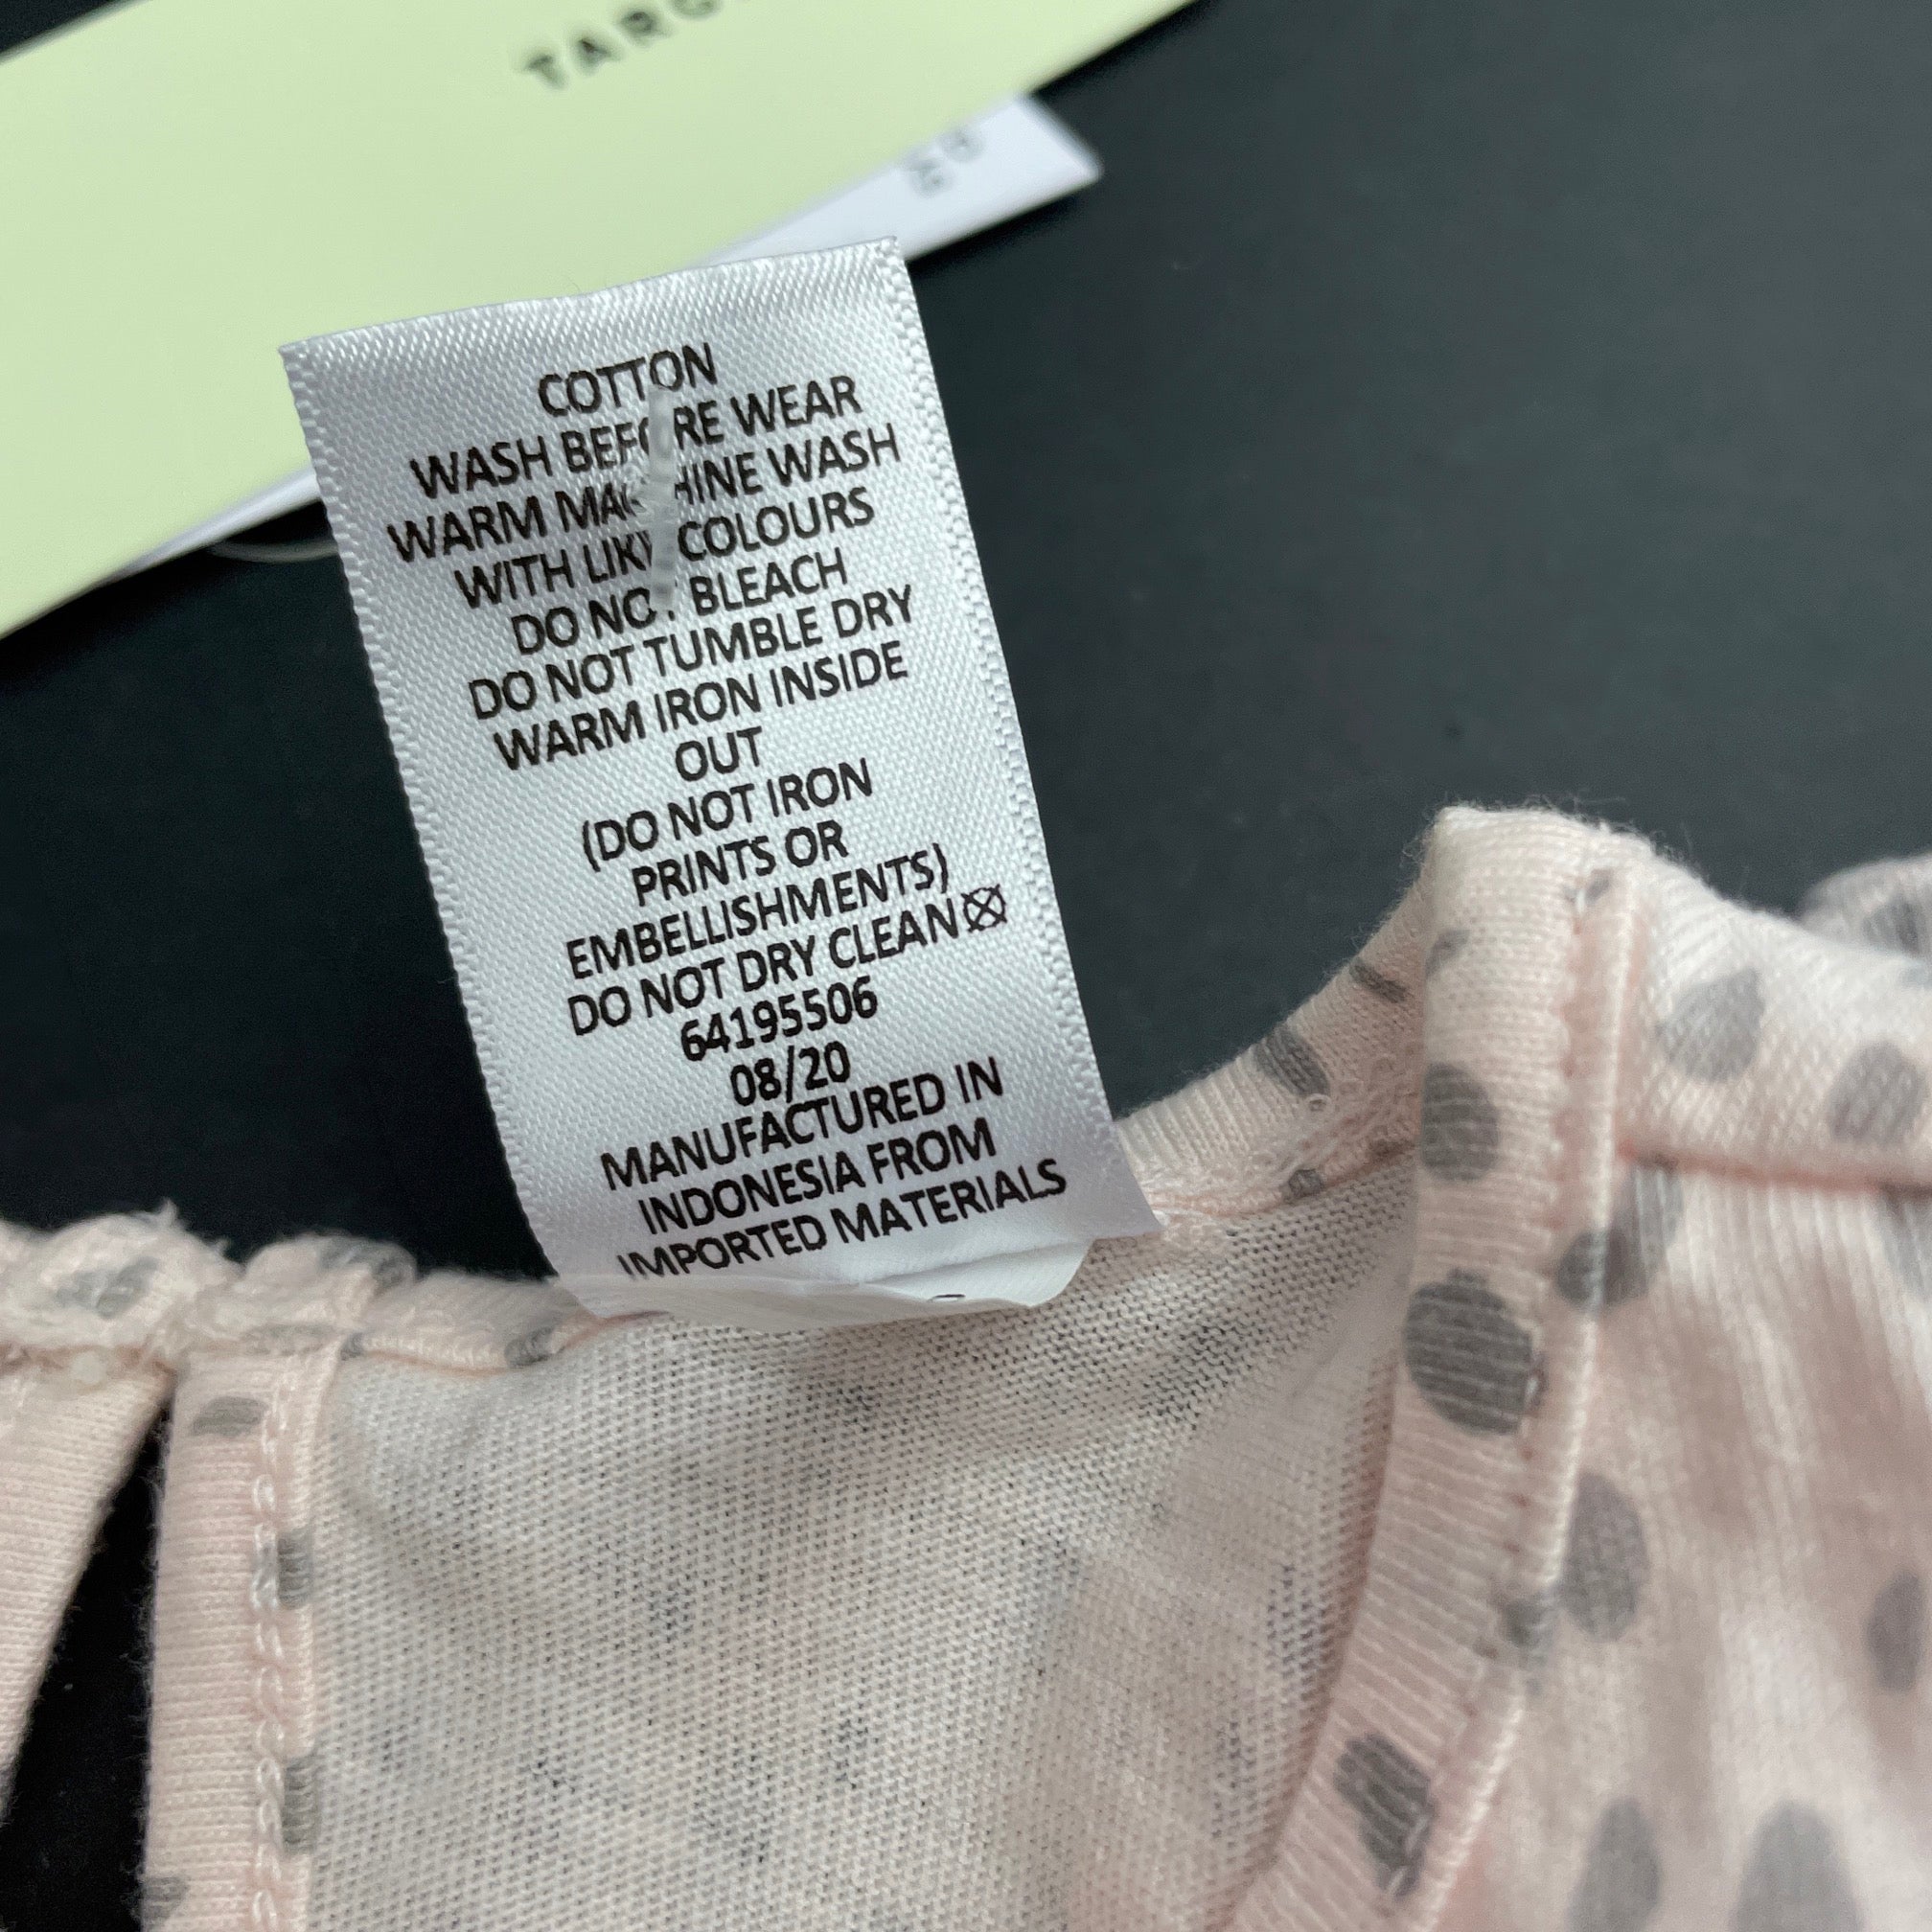 TARG
COTTON
WASH BEFORE WEAR
WARM MACHINE WASH
WITH LIKE COLOURS
DO NOT BLEACH
DO NOT TUMBLE DRY
WARM IRON INSIDE
OUT
(DO NOT IRON
PRINTS OR
EMBELLISHMENTS)
DO NOT DRY CLEAN
64195506
08/20
MANUFACTURED IN
INDONESIA FROM
IMPORTED MATERIALS